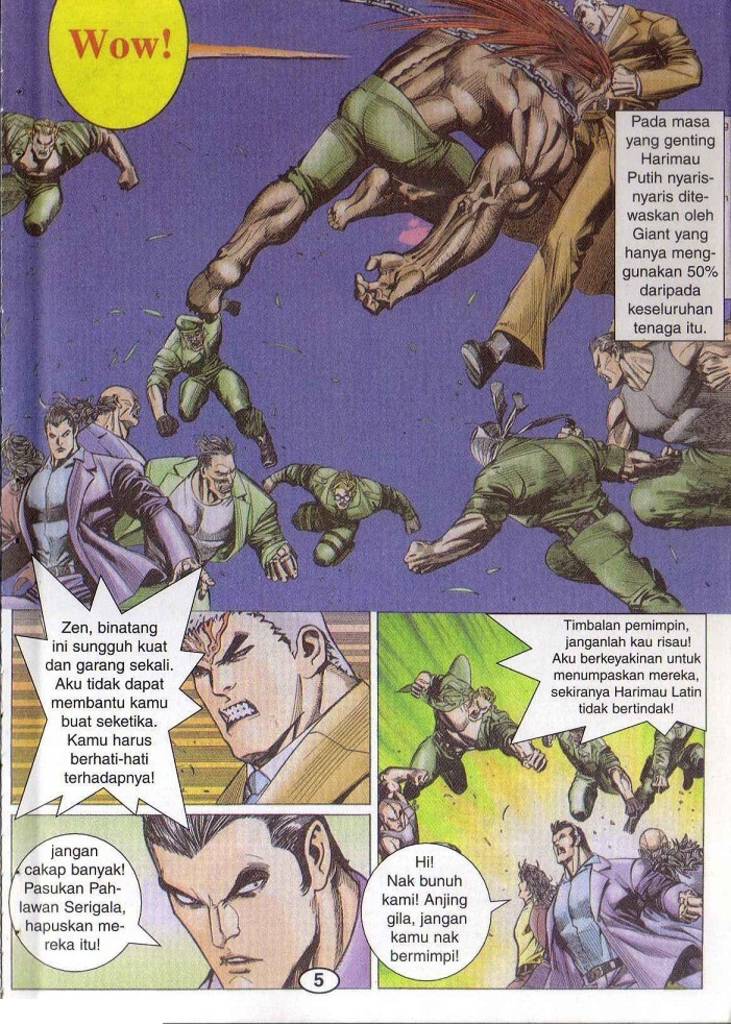 Wow!
Pada masa
yang genting
Harimau
Putih nyaris-
nyaris dite-
waskan oleh
Giant yang
hanya meng-
gunakan 50%
daripada
keseluruhan
tenaga itu.
Zen, binatang
ini sungguh kuat
dan garang sekali.
Aku tidak dapat
membantu kamu
buat seketika.
Kamu harus
berhati-hati
terhadapnya!
Timbalan pemimpin,
janganlah kau risau!
Aku berkeyakinan untuk
menumpaskan mereka,
sekiranya Harimau Latin
tidak bertindak!
jangan
cakap banyak!
Pasukan Pah-
lawan Serigala,
hapuskan me-
reka itu!
Hi!
Nak bunuh
kami! Anjing
gila, jangan
kamu nak
bermimpi!
5